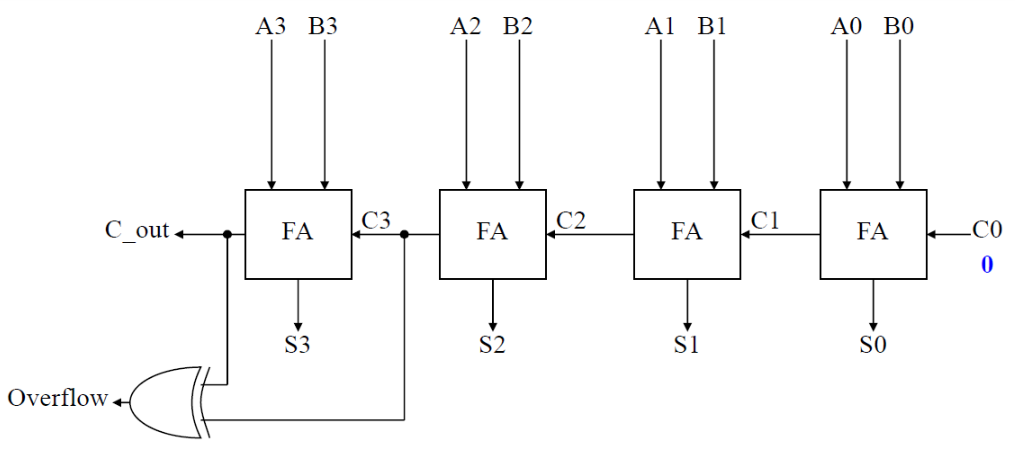 A3 B3 A2 B2 A1 B1 A0 B0
C_out FA C3 FA C2 FA C1 FA C0
0
S3 S2 S1 S0
Overflow